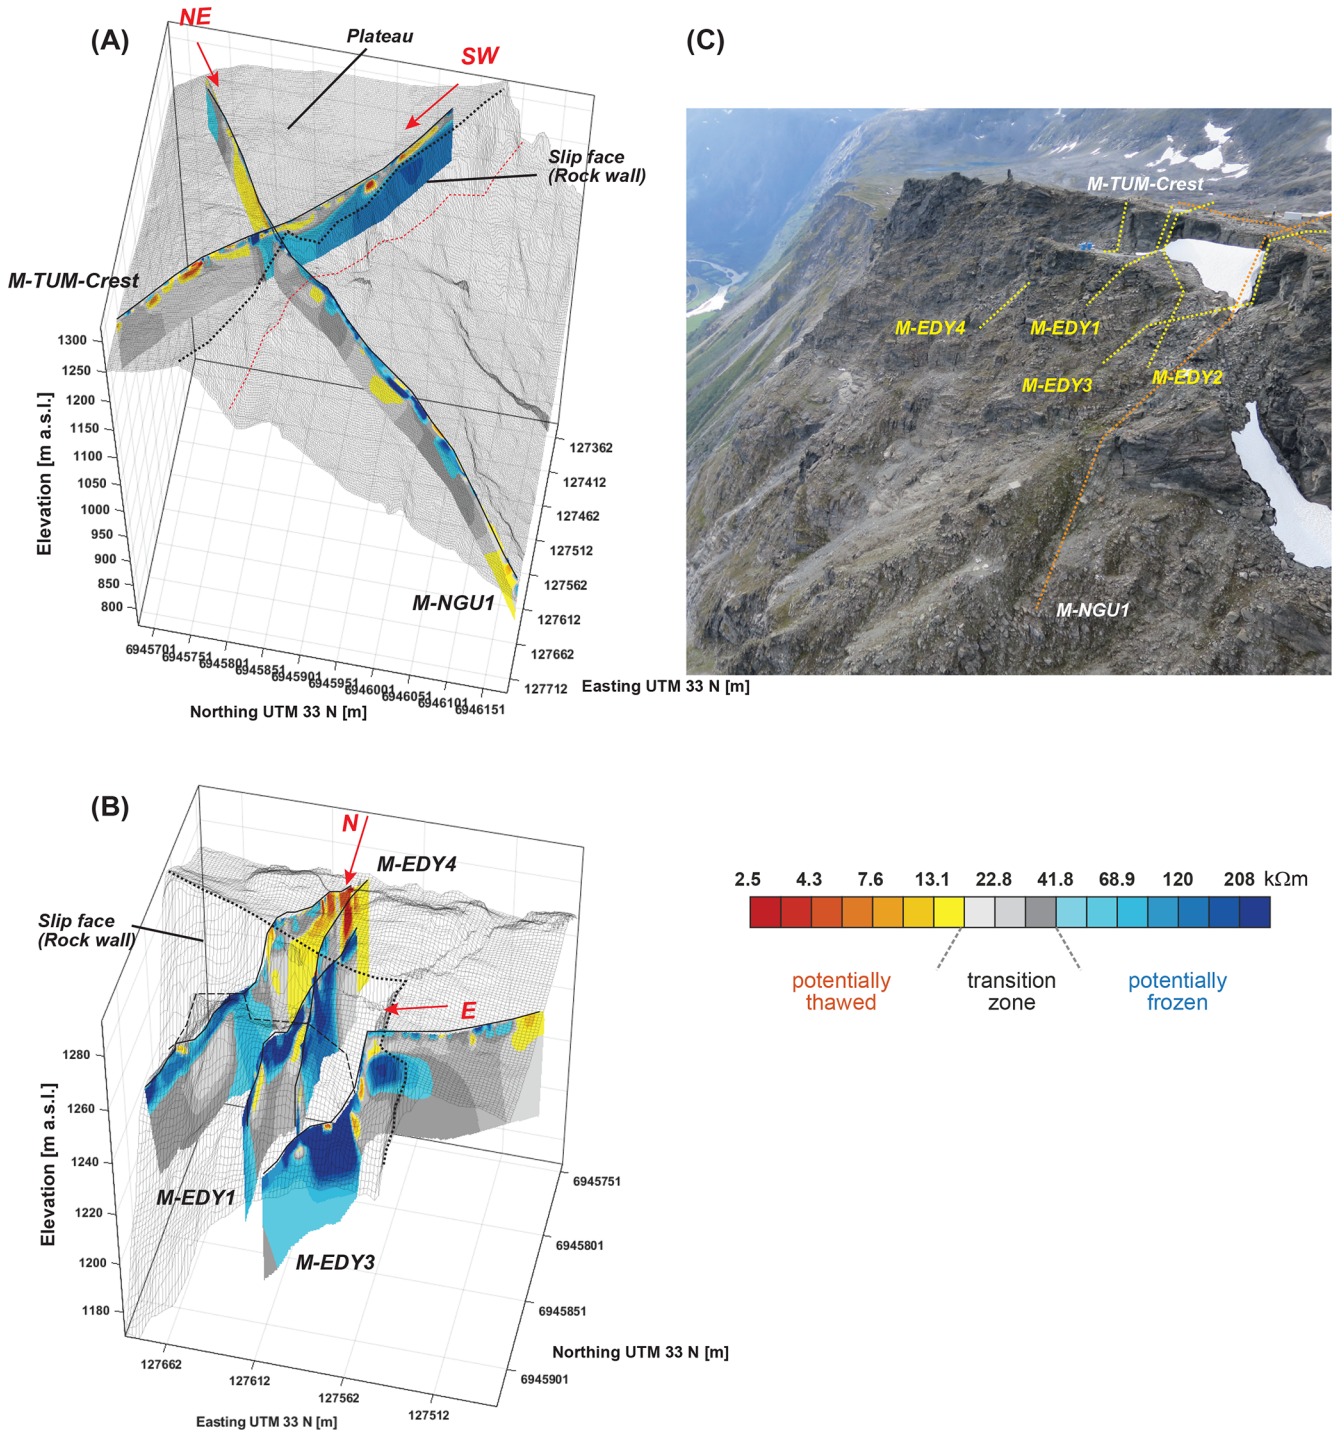 (A)
NE
Plateau
SW
Slip face
(Rock wall)
M-TUM-Crest
1300
1250
1200
1150
1100
1050
1000
950
900
850
800
Elevation [m a.s.l.]
M-NGU1
127362
127412
127462
127512
127562
127612
127662
127712
Easting UTM 33 N [m]
6945701
6945751
6945801
6945851
6945901
6945951
6946001
6946051
6946101
6946151
Northing UTM 33 N [m]
(C)
M-TUM-Crest
M-EDY4
M-EDY1
M-EDY3
M-EDY2
M-NGU1
(B)
N
M-EDY4
Slip face
(Rock wall)
E
1280
1260
1240
1220
1200
1180
Elevation [m a.s.l.]
M-EDY1
M-EDY3
6945751
6945801
6945851
6945901
Northing UTM 33 N [m]
127662
127612
127562
127512
Easting UTM 33 N [m]
2.5 4.3 7.6 13.1 22.8 41.8 68.9 120 208 kΩm
potentially
thawed
transition
zone
potentially
frozen